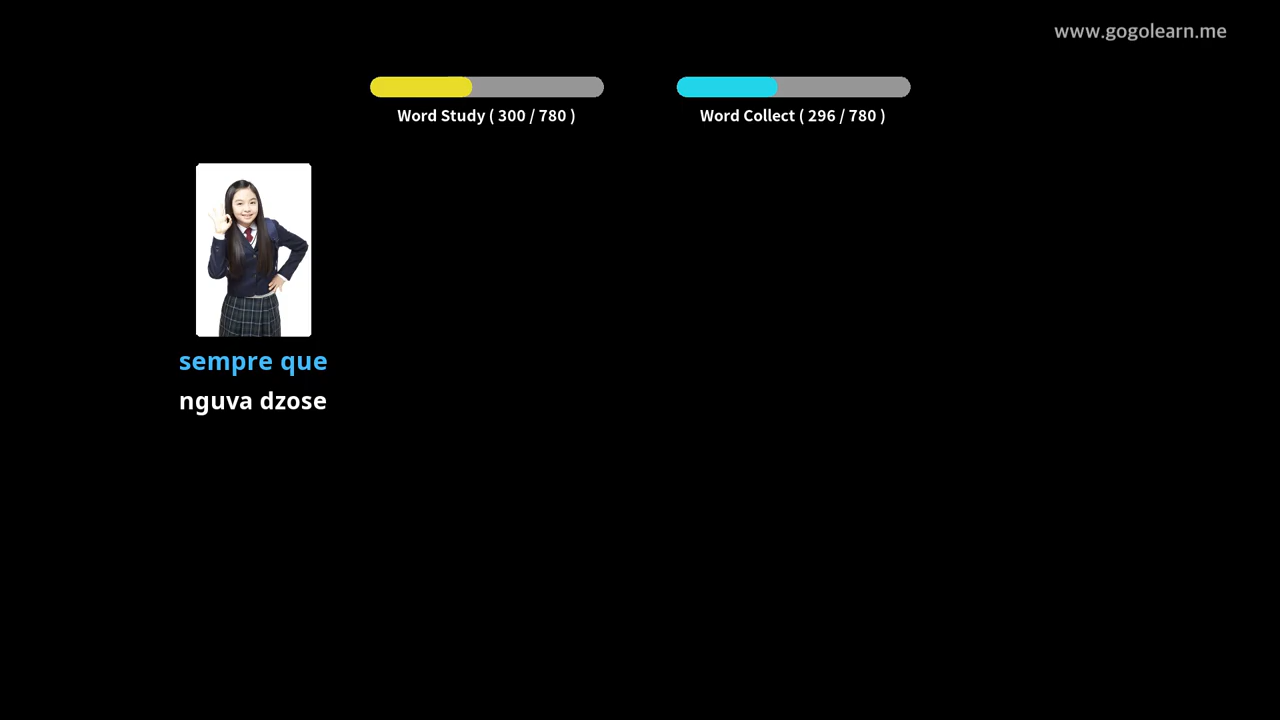 www.gogolearn.me
Word Study ( 300 / 780 )
Word Collect ( 296 / 780 )
sempre que
nguva dzose